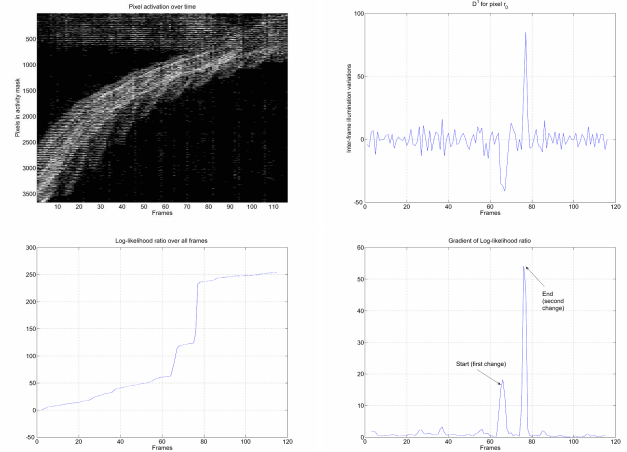 Pixel activation over time
Pixels in activity mask
500
1000
1500
2000
2500
3000
3500
10 20 30 40 50 60 70 80 90 100 110
Frames
D¹ for pixel r₀
Inter-frame illumination variations
100
50
0
-50
0 20 40 60 80 100 120
Frames
Log-likelihood ratio over all frames
300
250
200
150
100
50
0
-50
0 20 40 60 80 100 120
Frames
Gradient of Log-likelihood ratio
60
50
40
30
20
10
0
End
(second
change)
Start (first change)
0 20 40 60 80 100 120
Frames